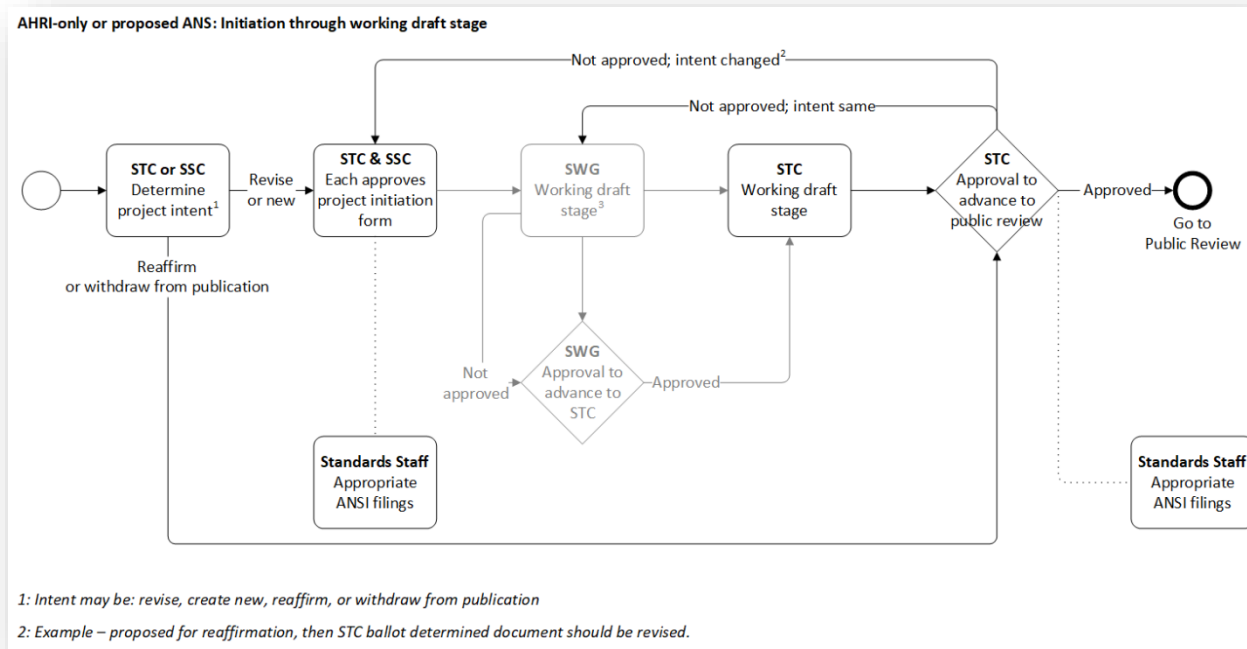 AHRI-only or proposed ANS: Initiation through working draft stage
Not approved; intent changed²
Not approved; intent same
STC or SSC
Determine
project intent¹
Revise
or new
STC & SSC
Each approves
project initiation
form
SWG
Working draft
stage³
STC
Working draft
stage
STC
Approval to
advance to
public review
Approved
Go to
Public Review
Reaffirm
or withdraw from publication
Not
approved
SWG
Approval to
advance to
STC
Approved
Standards Staff
Appropriate
ANSI filings
Standards Staff
Appropriate
ANSI filings
1: Intent may be: revise, create new, reaffirm, or withdraw from publication
2: Example – proposed for reaffirmation, then STC ballot determined document should be revised.